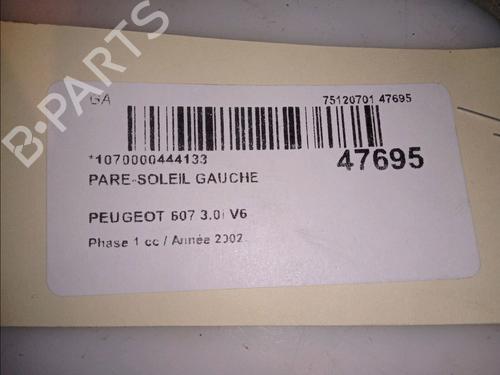 B-PARTS
GA
75120701 47695
*1070000444133
47695
PARE-SOLEIL GAUCHE
PEUGEOT 607 3.0i V6
Phase 1 cc / Année 2002